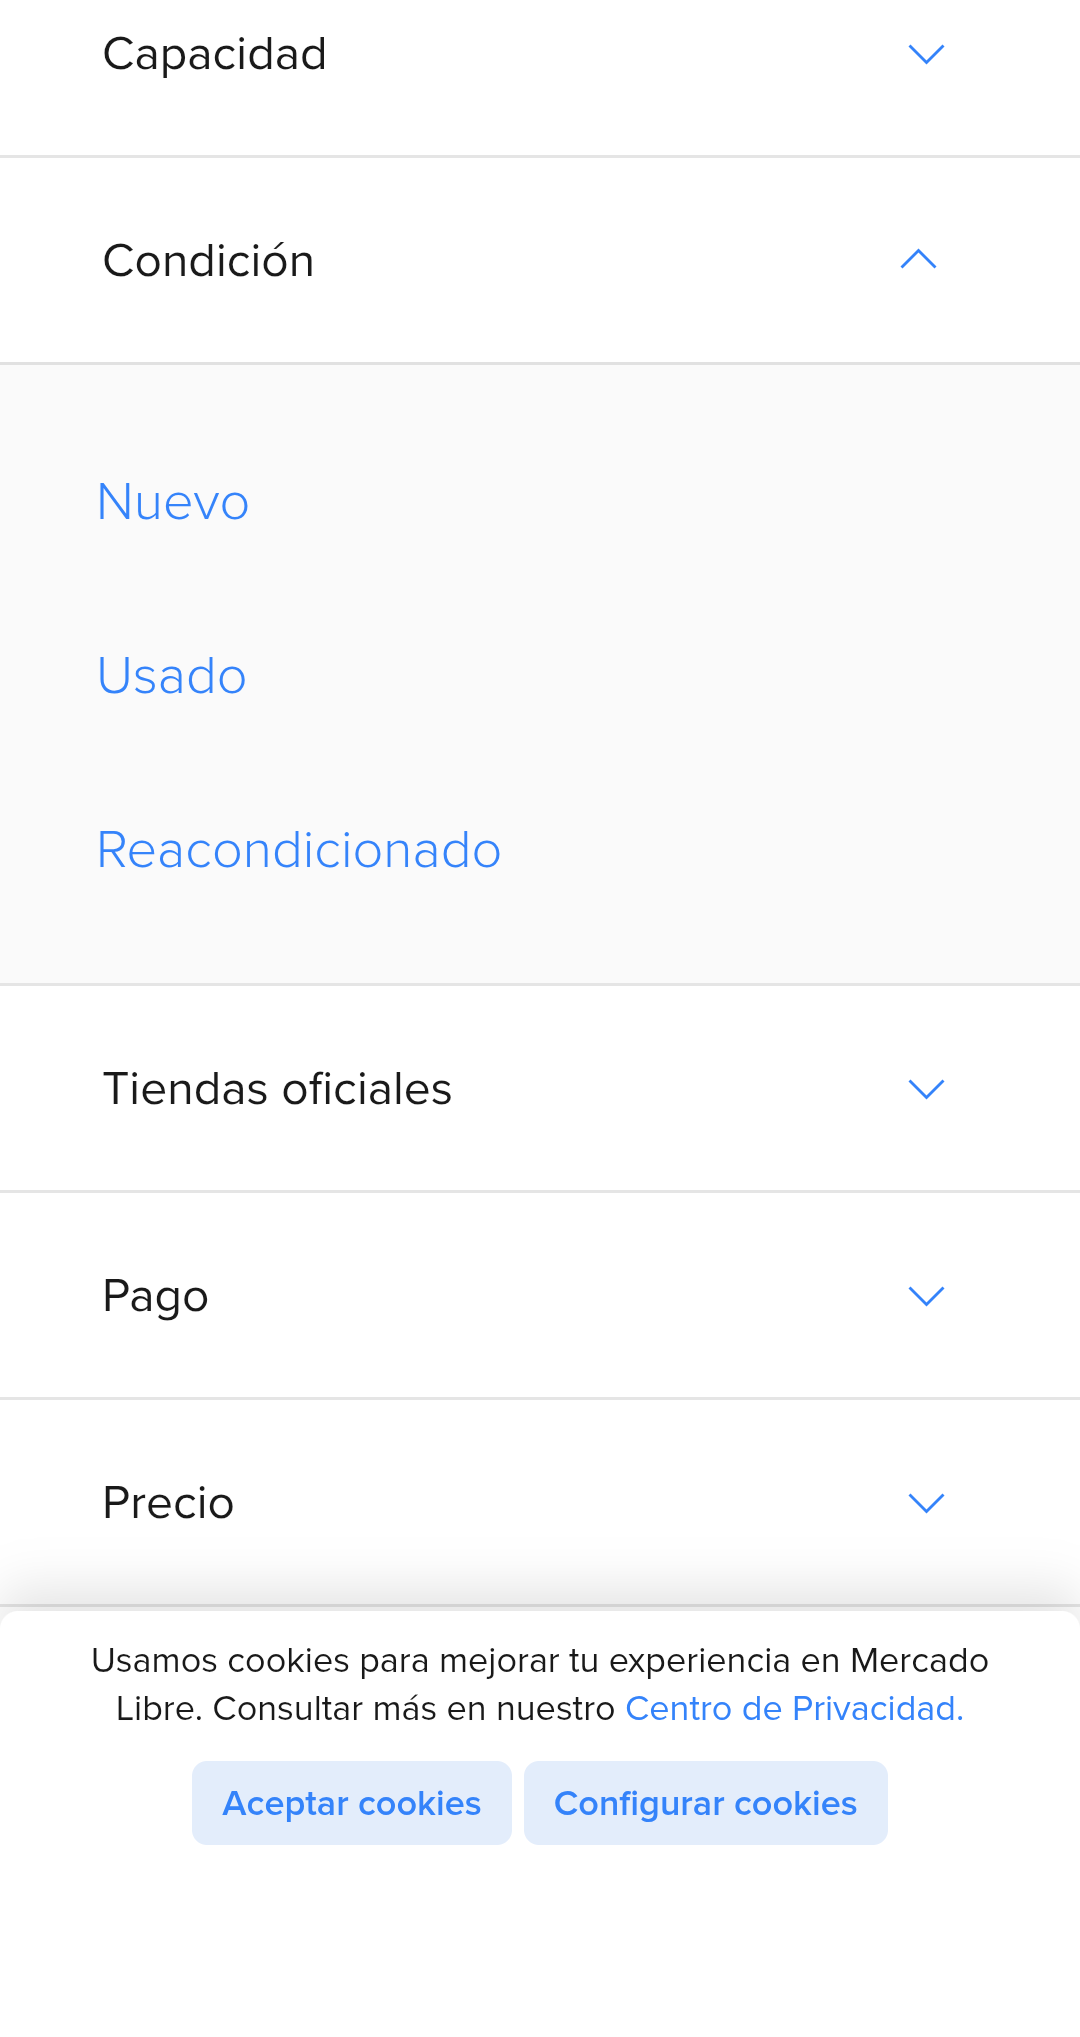 Capacidad
Condición
Nuevo
Usado
Reacondicionado
Tiendas oficiales
Pago
Precio
Usamos cookies para mejorar tu experiencia en Mercado
Libre. Consultar más en nuestro Centro de Privacidad.
Aceptar cookies Configurar cookies